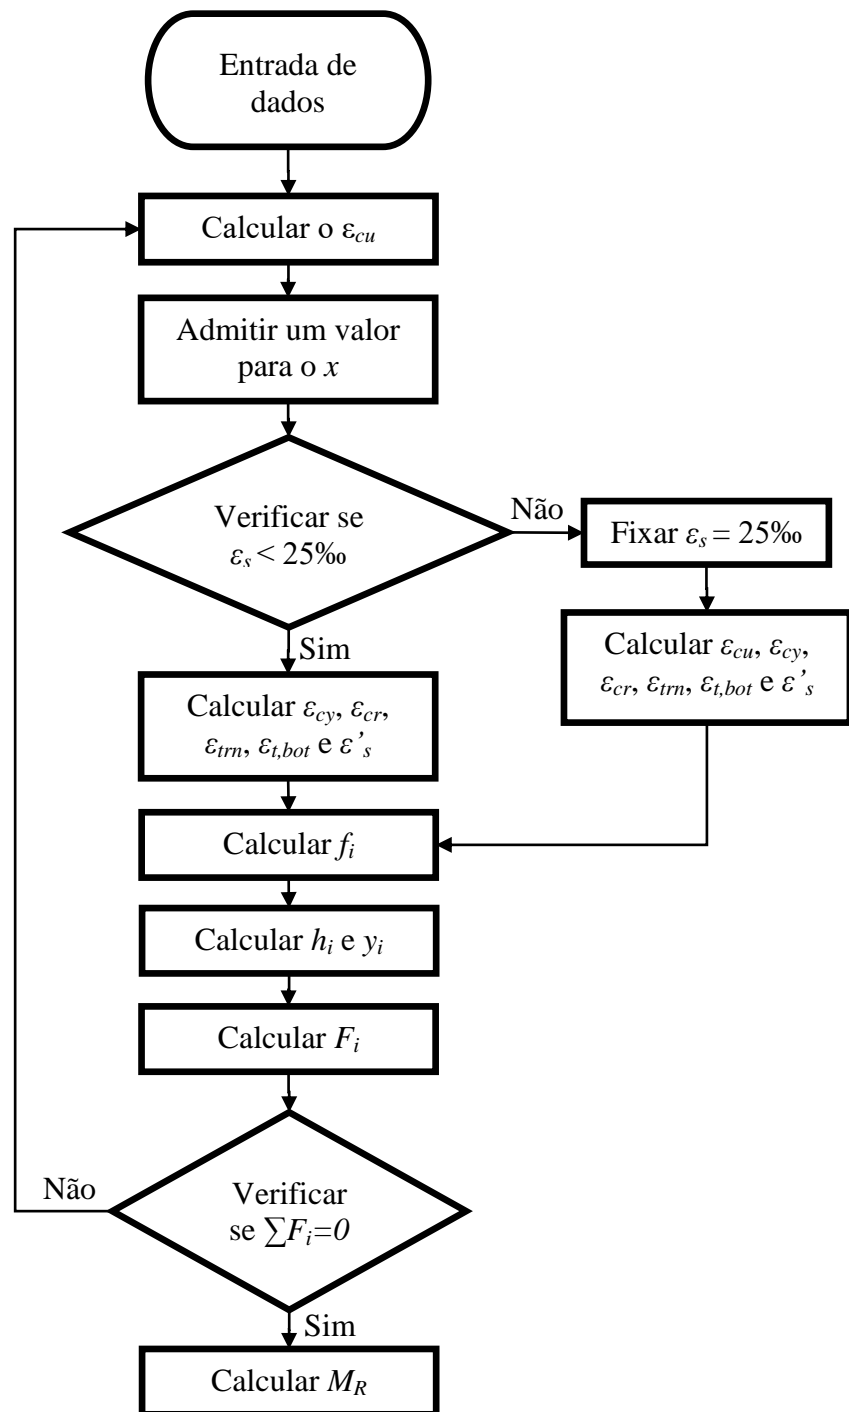 Entrada de
dados
Calcular o εcu
Admitir um valor
para o x
Verificar se
εs < 25‰
Não
Fixar εs = 25‰
Calcular εcu, εcy,
εcr, εtrn, εt,bot e ε’s
Sim
Calcular εcy, εcr,
εtrn, εt,bot e ε’s
Calcular fi
Calcular hi e yi
Calcular Fi
Não
Verificar
se ∑Fi=0
Sim
Calcular MR